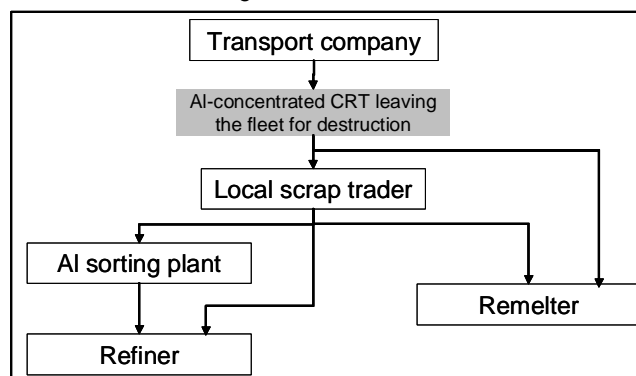 Transport company
Al-concentrated CRT leaving
the fleet for destruction
Local scrap trader
Al sorting plant
Remelter
Refiner